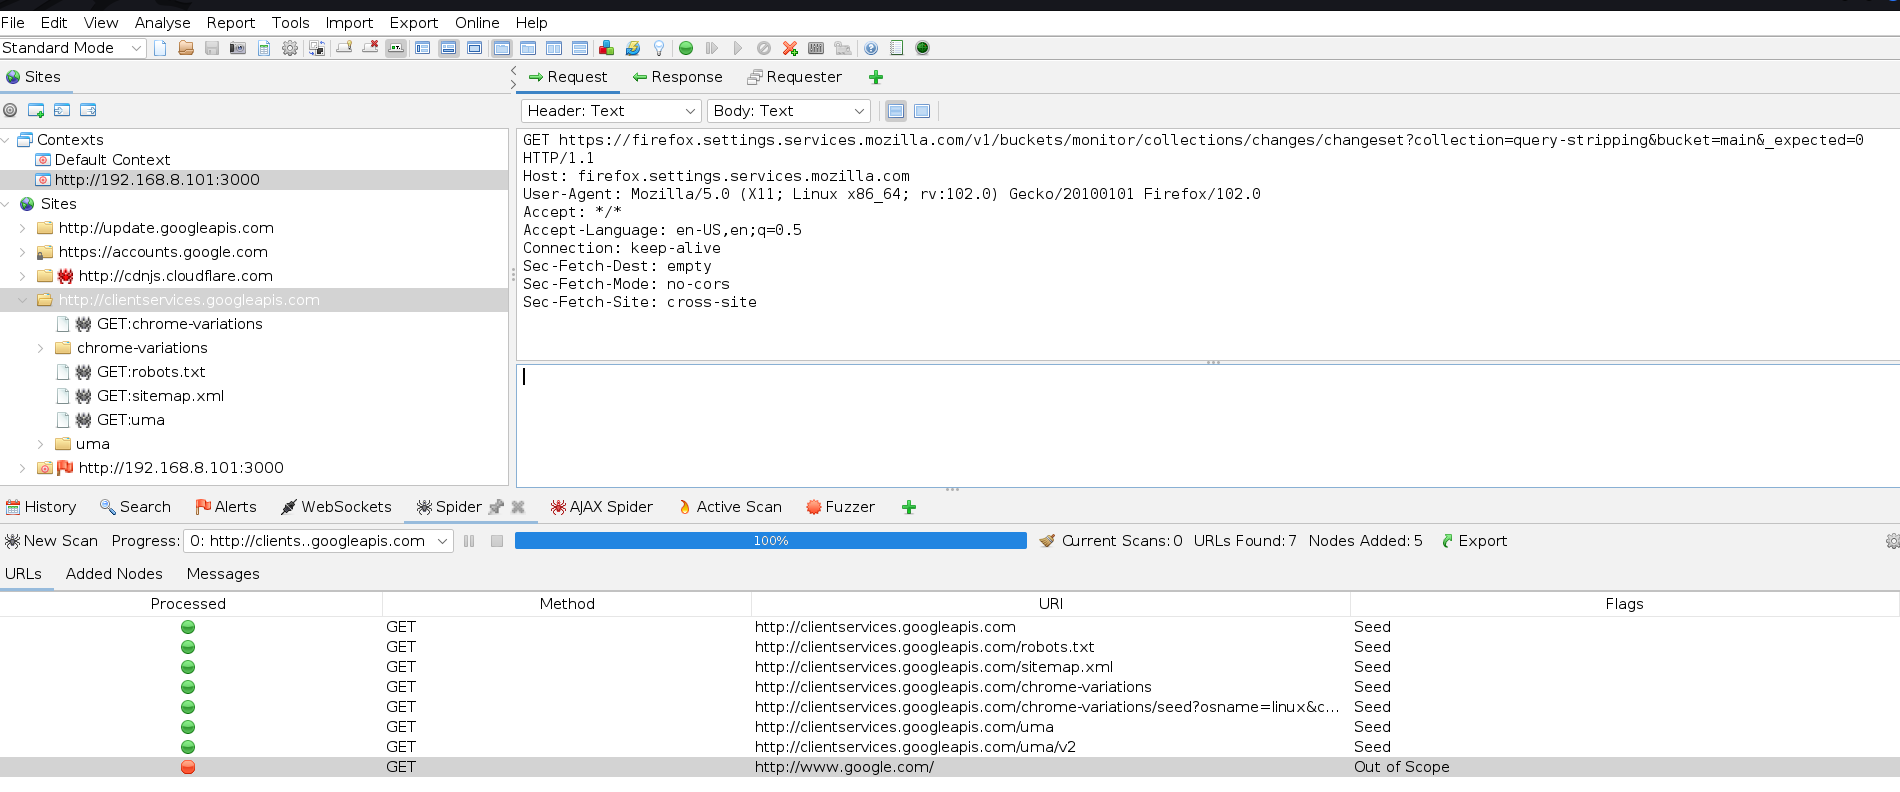 File Edit View Analyse Report Tools Import Export Online Help
Standard Mode
Sites
Request Response Requester
Header: Text Body: Text
Contexts
Default Context
http://192.168.8.101:3000
Sites
http://update.googleapis.com
https://accounts.google.com
http://cdnjs.cloudflare.com
http://clientservices.googleapis.com
GET:chrome-variations
chrome-variations
GET:robots.txt
GET:sitemap.xml
GET:uma
uma
http://192.168.8.101:3000
GET https://firefox.settings.services.mozilla.com/v1/buckets/monitor/collections/changes/changeset?collection=query-stripping&bucket=main&_expected=0
HTTP/1.1
Host: firefox.settings.services.mozilla.com
User-Agent: Mozilla/5.0 (X11; Linux x86_64; rv:102.0) Gecko/20100101 Firefox/102.0
Accept: */*
Accept-Language: en-US,en;q=0.5
Connection: keep-alive
Sec-Fetch-Dest: empty
Sec-Fetch-Mode: no-cors
Sec-Fetch-Site: cross-site
History Search Alerts WebSockets Spider AJAX Spider Active Scan Fuzzer
New Scan Progress: 0: http://clients..googleapis.com 100% Current Scans: 0 URLs Found: 7 Nodes Added: 5 Export
URLs Added Nodes Messages
Processed Method URI Flags
GET http://clientservices.googleapis.com Seed
GET http://clientservices.googleapis.com/robots.txt Seed
GET http://clientservices.googleapis.com/sitemap.xml Seed
GET http://clientservices.googleapis.com/chrome-variations Seed
GET http://clientservices.googleapis.com/chrome-variations/seed?osname=linux&c... Seed
GET http://clientservices.googleapis.com/uma Seed
GET http://clientservices.googleapis.com/uma/v2 Seed
GET http://www.google.com/ Out of Scope